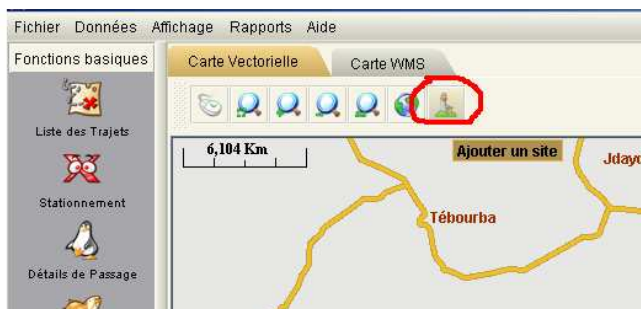 Fichier Données Affichage Rapports Aide
Fonctions basiques
Carte Vectorielle
Carte WMS
Liste des Trajets
6,104 Km
Ajouter un site
Stationnement
Tébourba
Détails de Passage